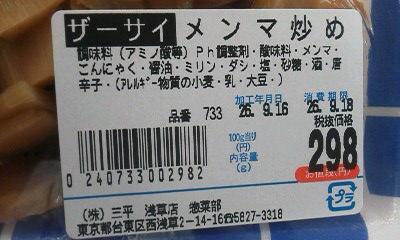 ザーサイメンマ炒め
調味料(アミノ酸等)Ph調整剤・酸味料・メンマ・
こんにゃく・醤油・ミリン・ダシ・塩・砂糖・酒・唐
辛子・(アレルギー物質の小麦・乳・大豆・)
加工年月日 消費期限
品番 733 26. 9.16 26. 9.18
税抜価格
100g当り
(円)
298
内容量
(g)
お値段(円)
0 240733 002982
プラ
(株) 三平 浅草店 惣菜部
東京都台東区西浅草2-14-16☎5827-3318